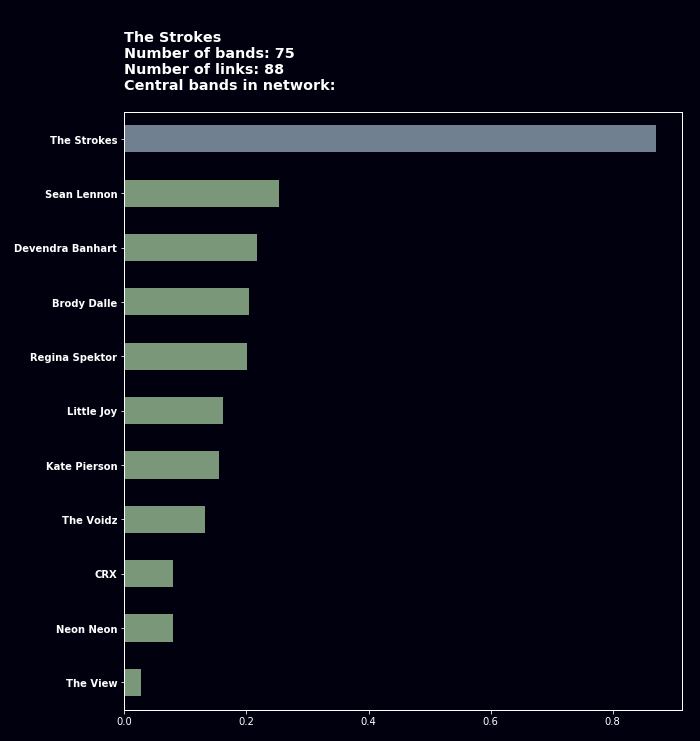 The Strokes
Number of bands: 75
Number of links: 88
Central bands in network:
The Strokes
Sean Lennon
Devendra Banhart
Brody Dalle
Regina Spektor
Little Joy
Kate Pierson
The Voidz
CRX
Neon Neon
The View
0.0 0.2 0.4 0.6 0.8